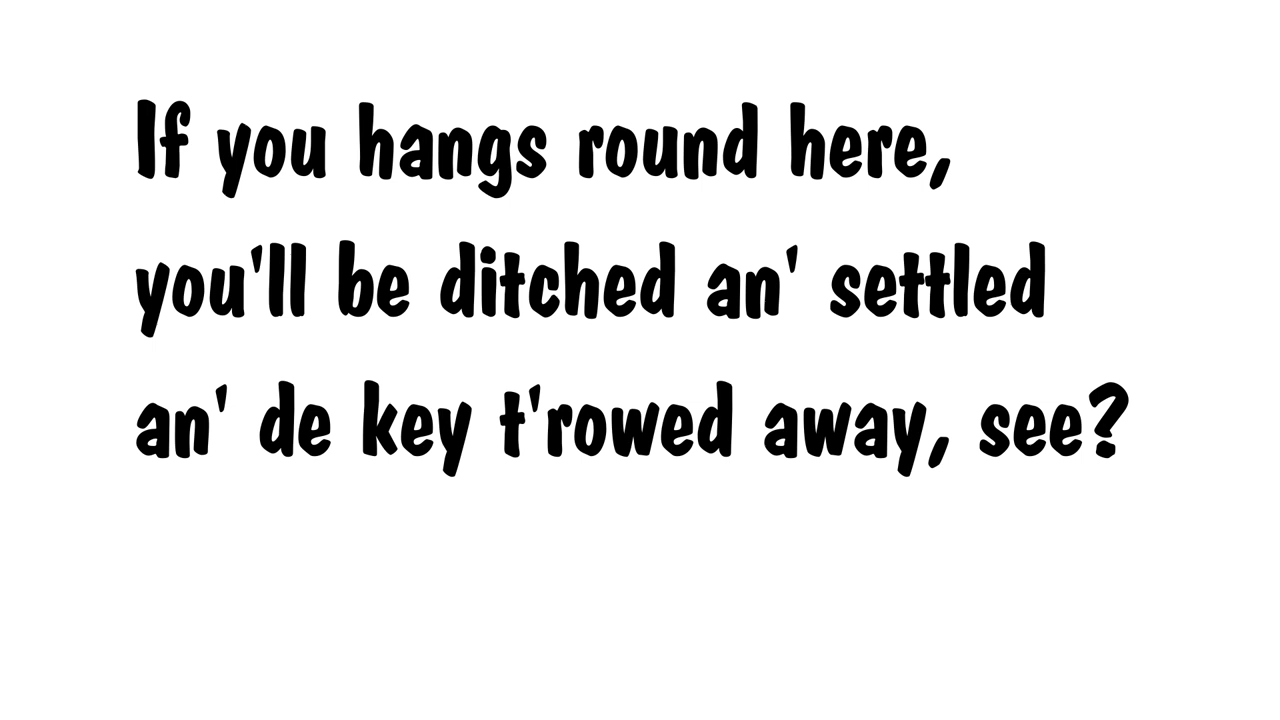 If you hangs round here,
you'll be ditched an' settled
an' de key t'rowed away, see?